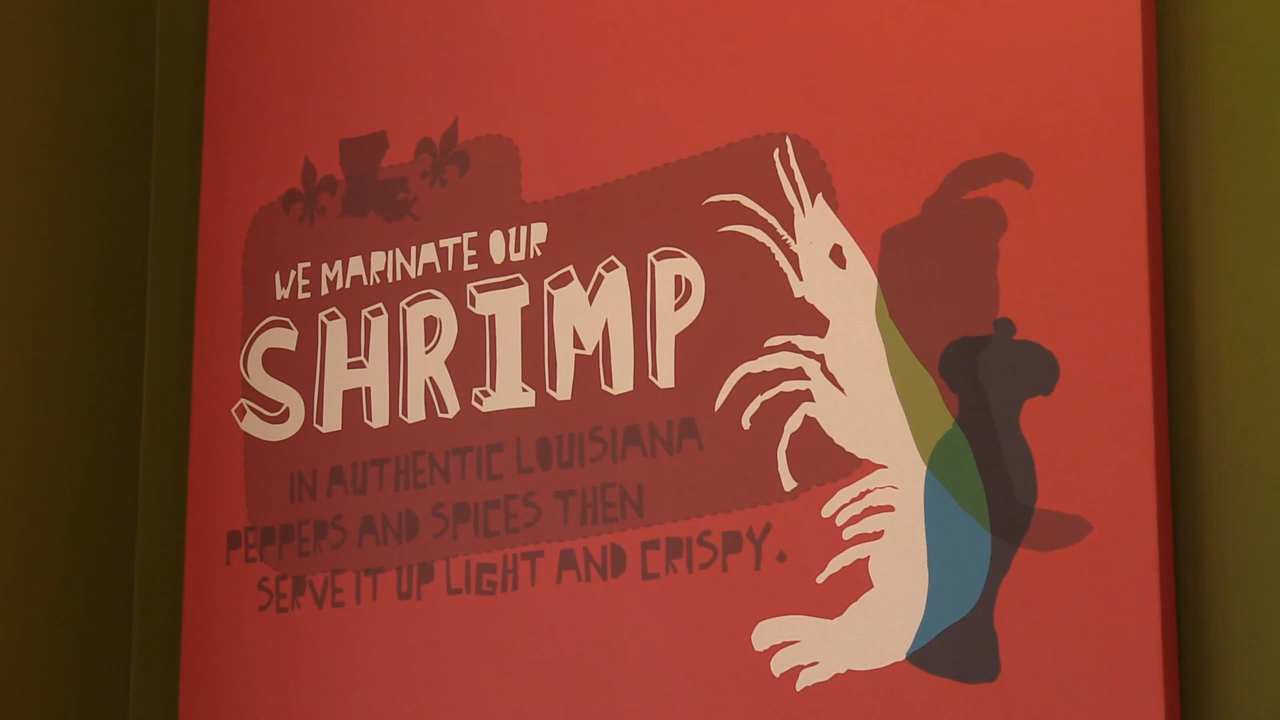 WE MARINATE OUR
SHRIMP
IN AUTHENTIC LOUISIANA
PEPPERS AND SPICES THEN
SERVE IT UP LIGHT AND CRISPY.